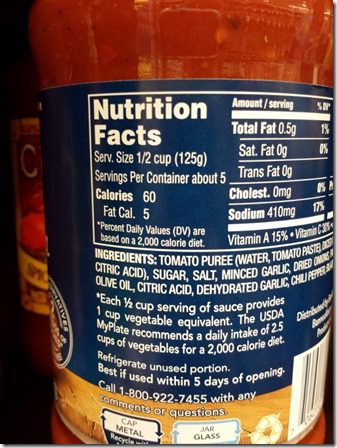 Nutrition
Facts
Serv. Size 1/2 cup (125g)
Servings Per Container about 5
Calories 60
Fat Cal. 5
*Percent Daily Values (DV) are
based on a 2,000 calorie diet.
Amount / serving % DV*
Total Fat 0.5g 1%
Sat. Fat 0g 0%
Trans Fat 0g
Cholest. 0mg 0%
Sodium 410mg 17%
Vitamin A 15% • Vitamin C 30%
INGREDIENTS: TOMATO PUREE (WATER, TOMATO PASTE), DICED
CITRIC ACID), SUGAR, SALT, MINCED GARLIC, DRIED ONIONS,
OLIVE OIL, CITRIC ACID, DEHYDRATED GARLIC, CHILI PEPPER,
*Each ½ cup serving of sauce provides
1 cup vegetable equivalent. The USDA
MyPlate recommends a daily intake of 2.5
cups of vegetables for a 2,000 calorie diet.
Refrigerate unused portion.
Best if used within 5 days of opening.
Call 1-800-922-7455 with any
comments or questions.
CAP
METAL
JAR
GLASS
Recycle